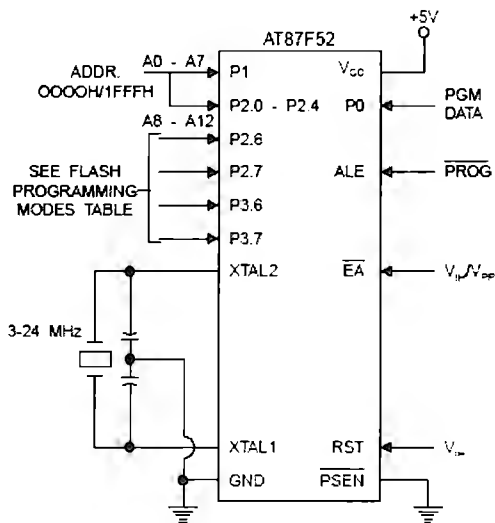 +5V
AT87F52
A0 - A7
ADDR.
OOOOH/1FFFH
P1
VCC
P2.0 - P2.4
P0
PGM
DATA
A8 - A12
P2.6
SEE FLASH
PROGRAMMING
MODES TABLE
P2.7
ALE
PROG
P3.6
P3.7
XTAL2
EA
VIH/VPP
3-24 MHz
XTAL1
RST
GND
PSEN